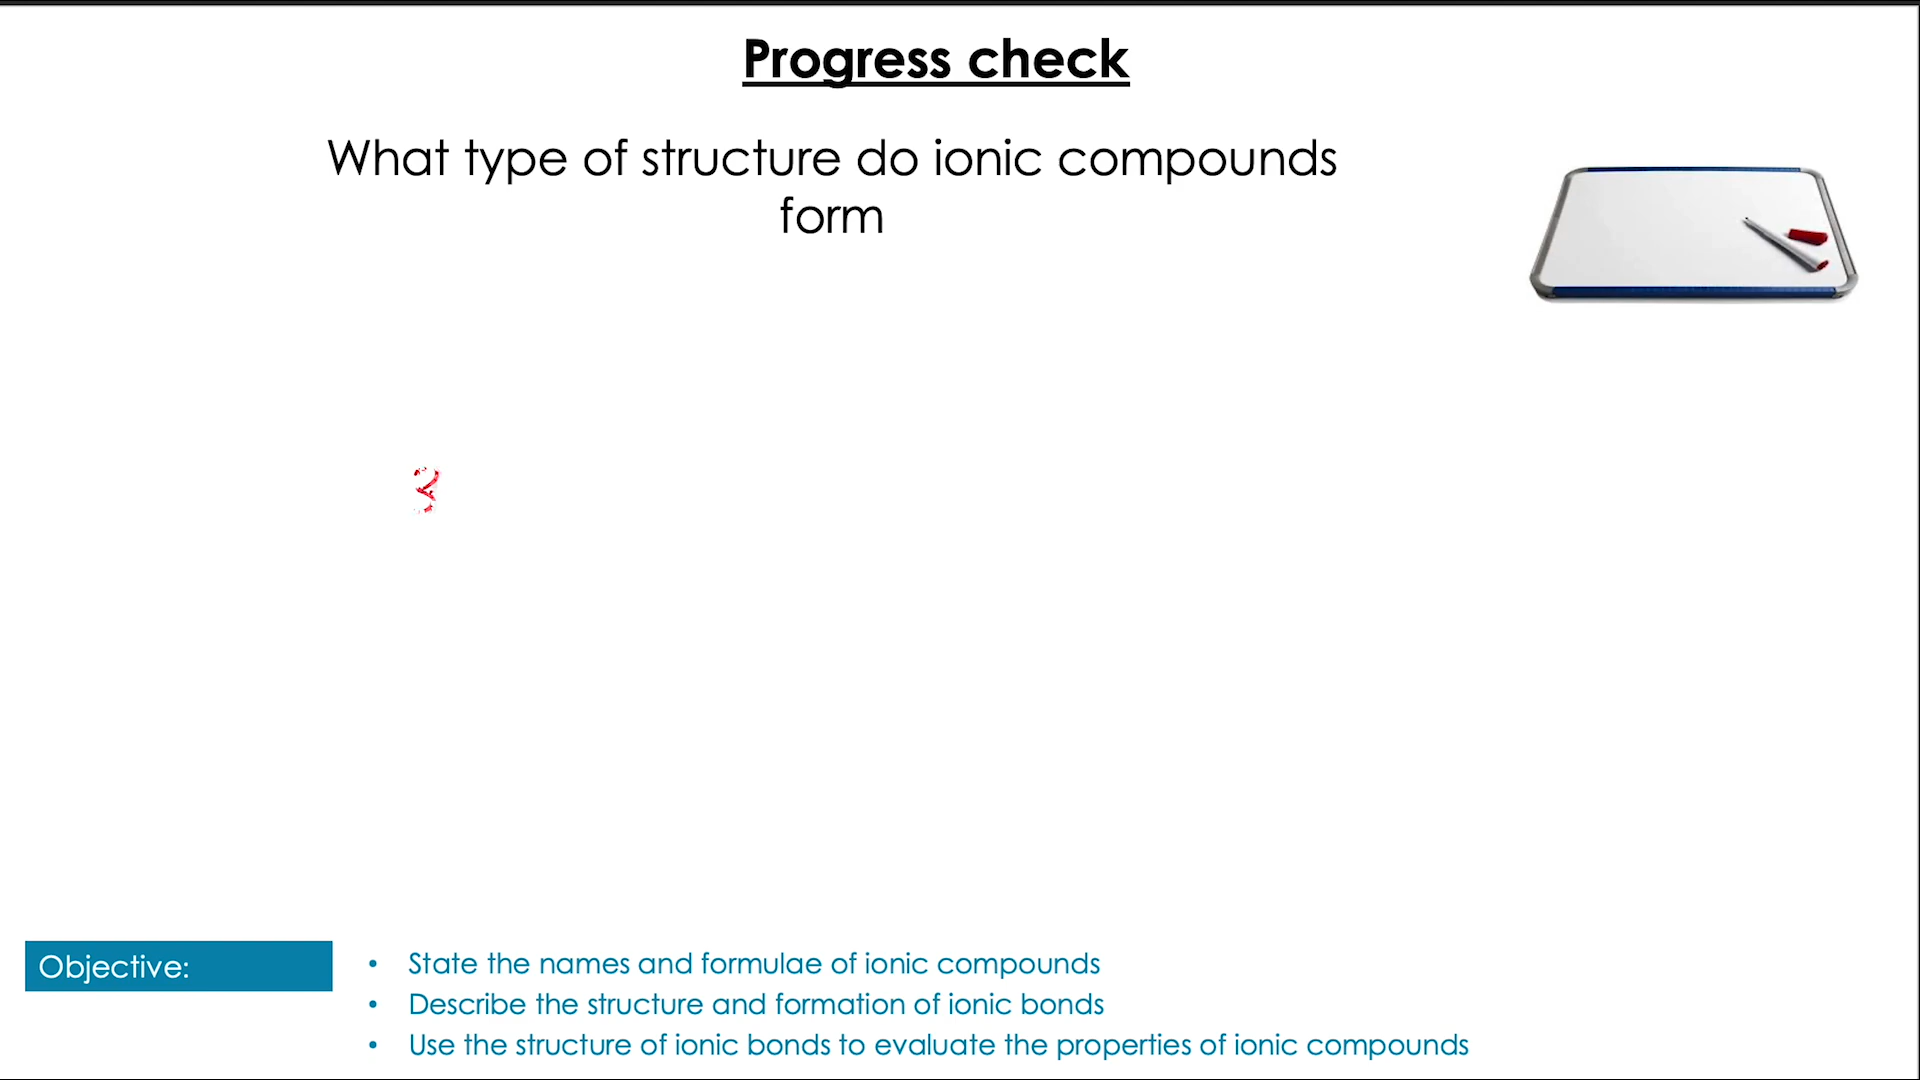 Progress check
What type of structure do ionic compounds
form
3
Objective:
• State the names and formulae of ionic compounds
• Describe the structure and formation of ionic bonds
• Use the structure of ionic bonds to evaluate the properties of ionic compounds